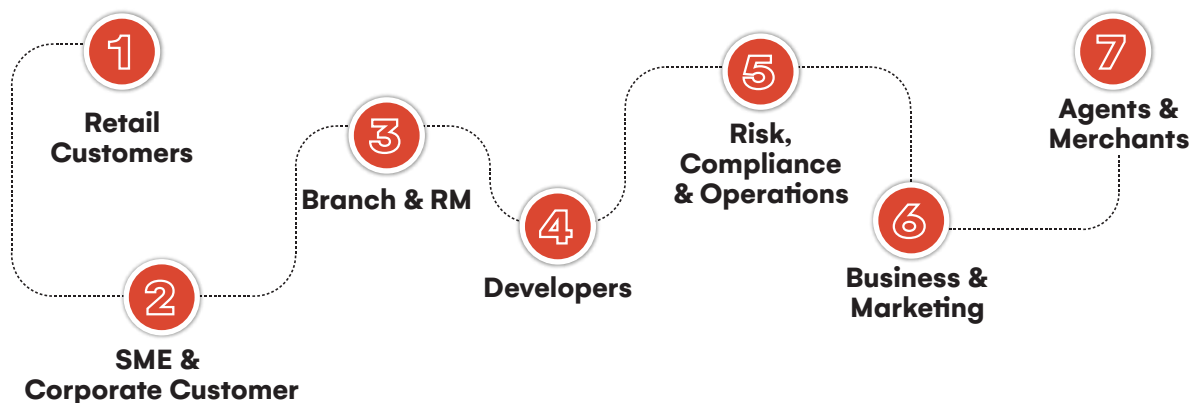 1
Retail
Customers
2
SME &
Corporate Customer
3
Branch & RM
4
Developers
5
Risk,
Compliance
& Operations
6
Business &
Marketing
7
Agents &
Merchants